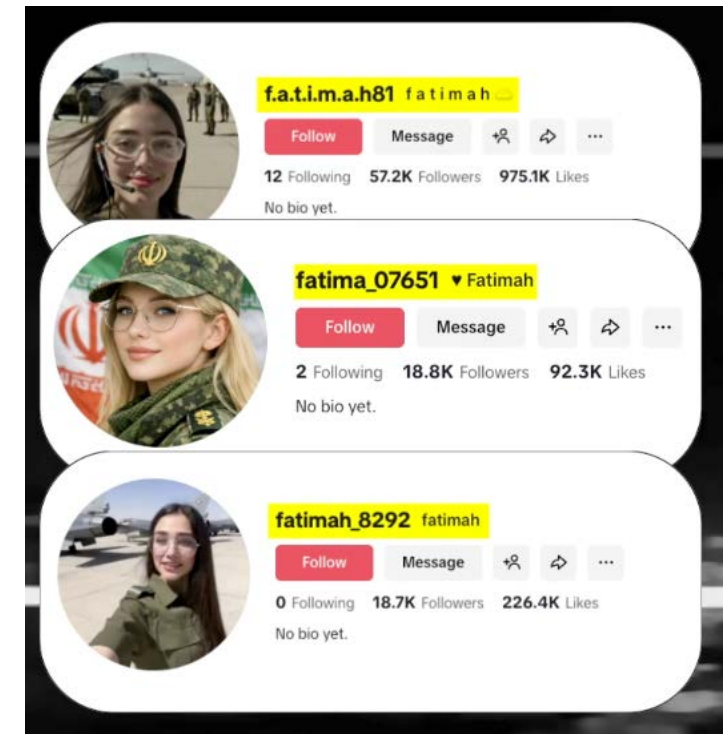 f.a.t.i.m.a.h81 f a t i m a h
Follow Message ...
12 Following 57.2K Followers 975.1K Likes
No bio yet.
fatima_07651 ♥ Fatimah
Follow Message ...
2 Following 18.8K Followers 92.3K Likes
No bio yet.
fatimah_8292 fatimah
Follow Message ...
0 Following 18.7K Followers 226.4K Likes
No bio yet.